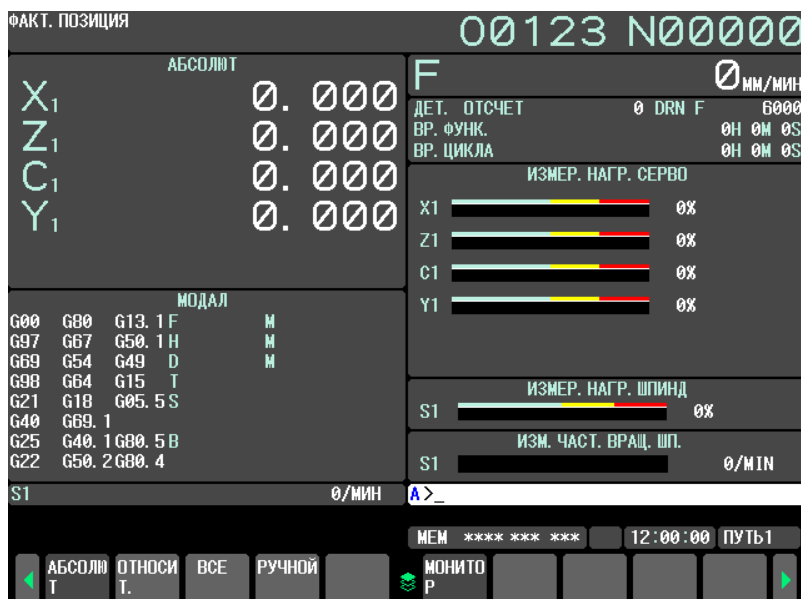 ФАКТ. ПОЗИЦИЯ
O0123 N00000
АБСОЛЮТ
X1 0. 000
Z1 0. 000
C1 0. 000
Y1 0. 000
F 0 ММ/МИН
ДЕТ. ОТСЧЕТ 0 DRN F 6000
ВР. ФУНК. 0H 0M 0S
ВР. ЦИКЛА 0H 0M 0S
ИЗМЕР. НАГР. СЕРВО
X1 0%
Z1 0%
C1 0%
Y1 0%
МОДАЛ
G00 G80 G13. 1 F M
G97 G67 G50. 1 H M
G69 G54 G49 D M
G98 G64 G15 T
G21 G18 G05. 5 S
G40 G69. 1
G25 G40. 1 G80. 5 B
G22 G50. 2 G80. 4
ИЗМЕР. НАГР. ШПИНД
S1 0%
ИЗМ. ЧАСТ. ВРАЩ. ШП.
S1 0/MIN
S1 0/МИН
A >_
MEM **** *** *** 12:00:00 ПУТЬ1
АБСОЛЮ
Т
ОТНОСИ
Т.
ВСЕ
РУЧНОЙ
МОНИТО
Р